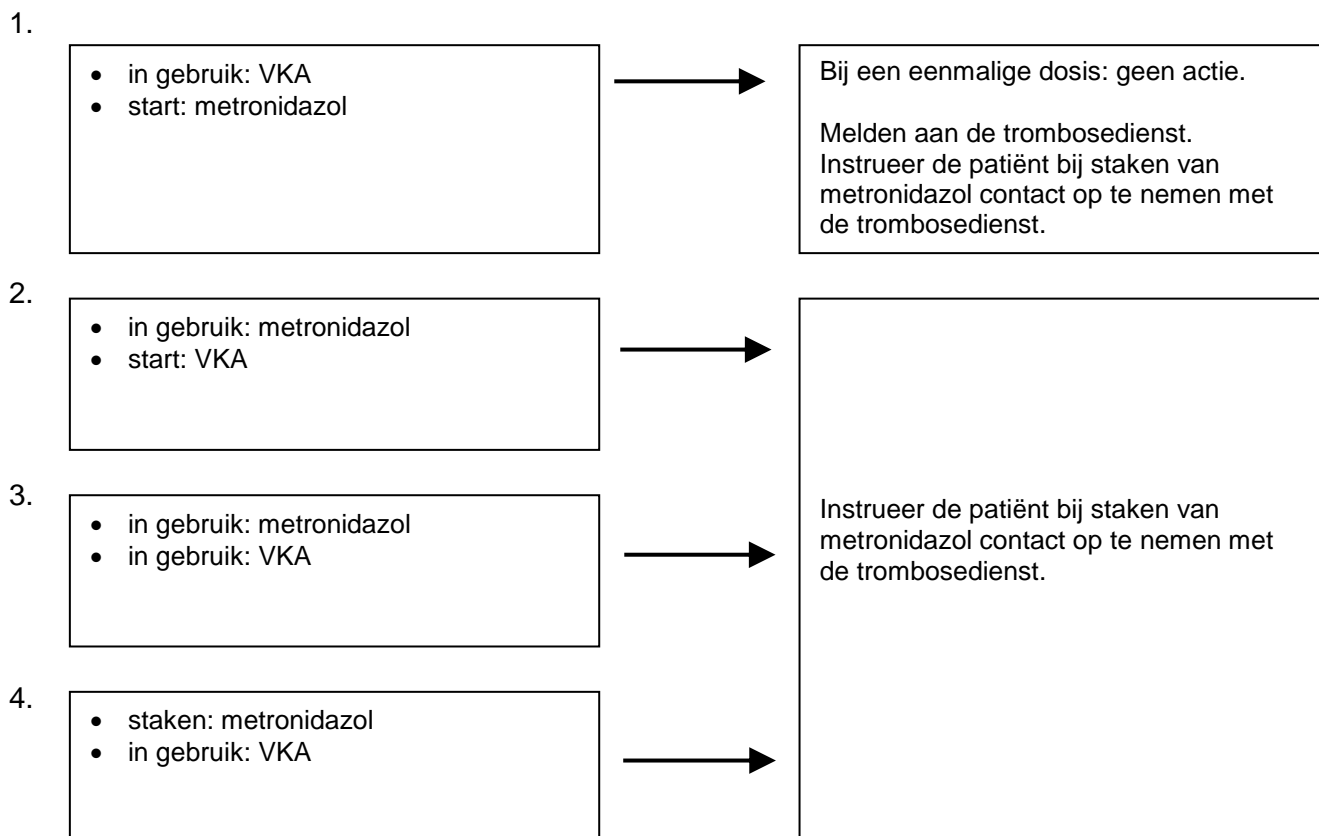 1.
• in gebruik: VKA
• start: metronidazol
Bij een eenmalige dosis: geen actie.
Melden aan de trombosedienst.
Instrueer de patiënt bij staken van
metronidazol contact op te nemen met
de trombosedienst.
2.
• in gebruik: metronidazol
• start: VKA
3.
• in gebruik: metronidazol
• in gebruik: VKA
Instrueer de patiënt bij staken van
metronidazol contact op te nemen met
de trombosedienst.
4.
• staken: metronidazol
• in gebruik: VKA